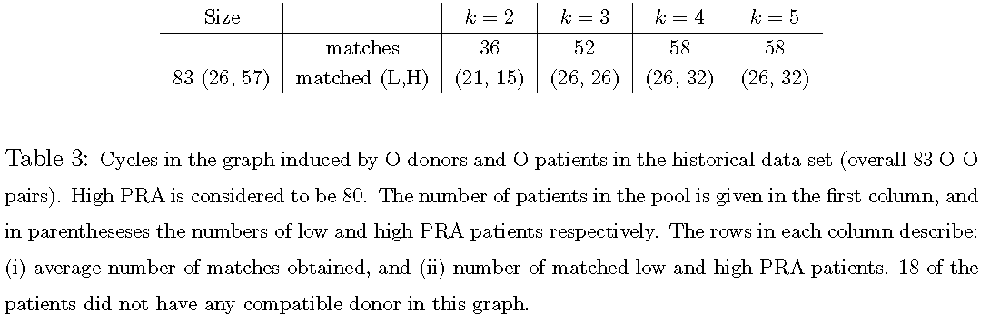 Size k = 2 k = 3 k = 4 k = 5
matches 36 52 58 58
83 (26, 57) matched (L,H) (21, 15) (26, 26) (26, 32) (26, 32)
Table 3: Cycles in the graph induced by O donors and O patients in the historical data set (overall 83 O-O
pairs). High PRA is considered to be 80. The number of patients in the pool is given in the first column, and
in parentheseses the numbers of low and high PRA patients respectively. The rows in each column describe:
(i) average number of matches obtained, and (ii) number of matched low and high PRA patients. 18 of the
patients did not have any compatible donor in this graph.